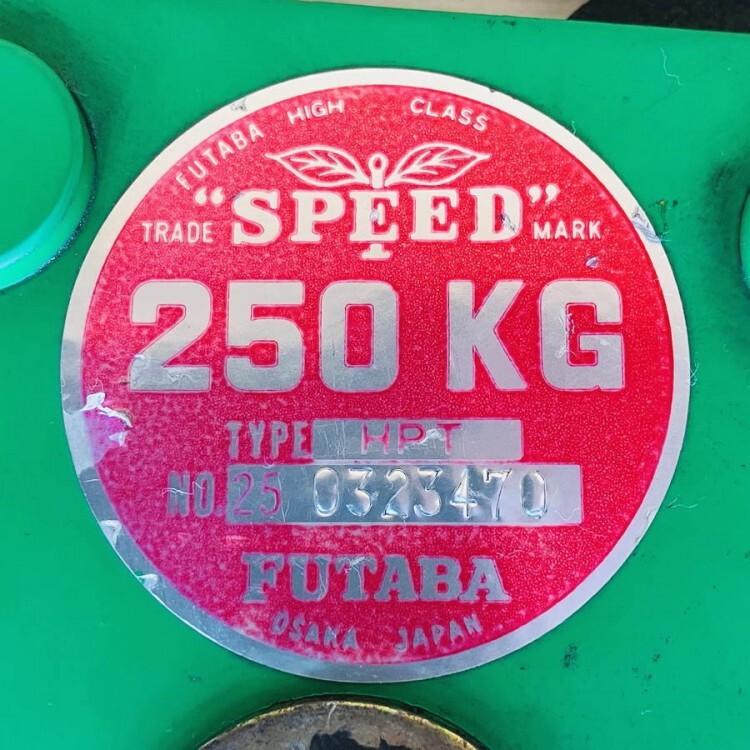 FUTABA HIGH CLASS
"SPEED"
TRADE MARK
250 KG
TYPE HPT
NO. 25 0323470
FUTABA
OSAKA JAPAN